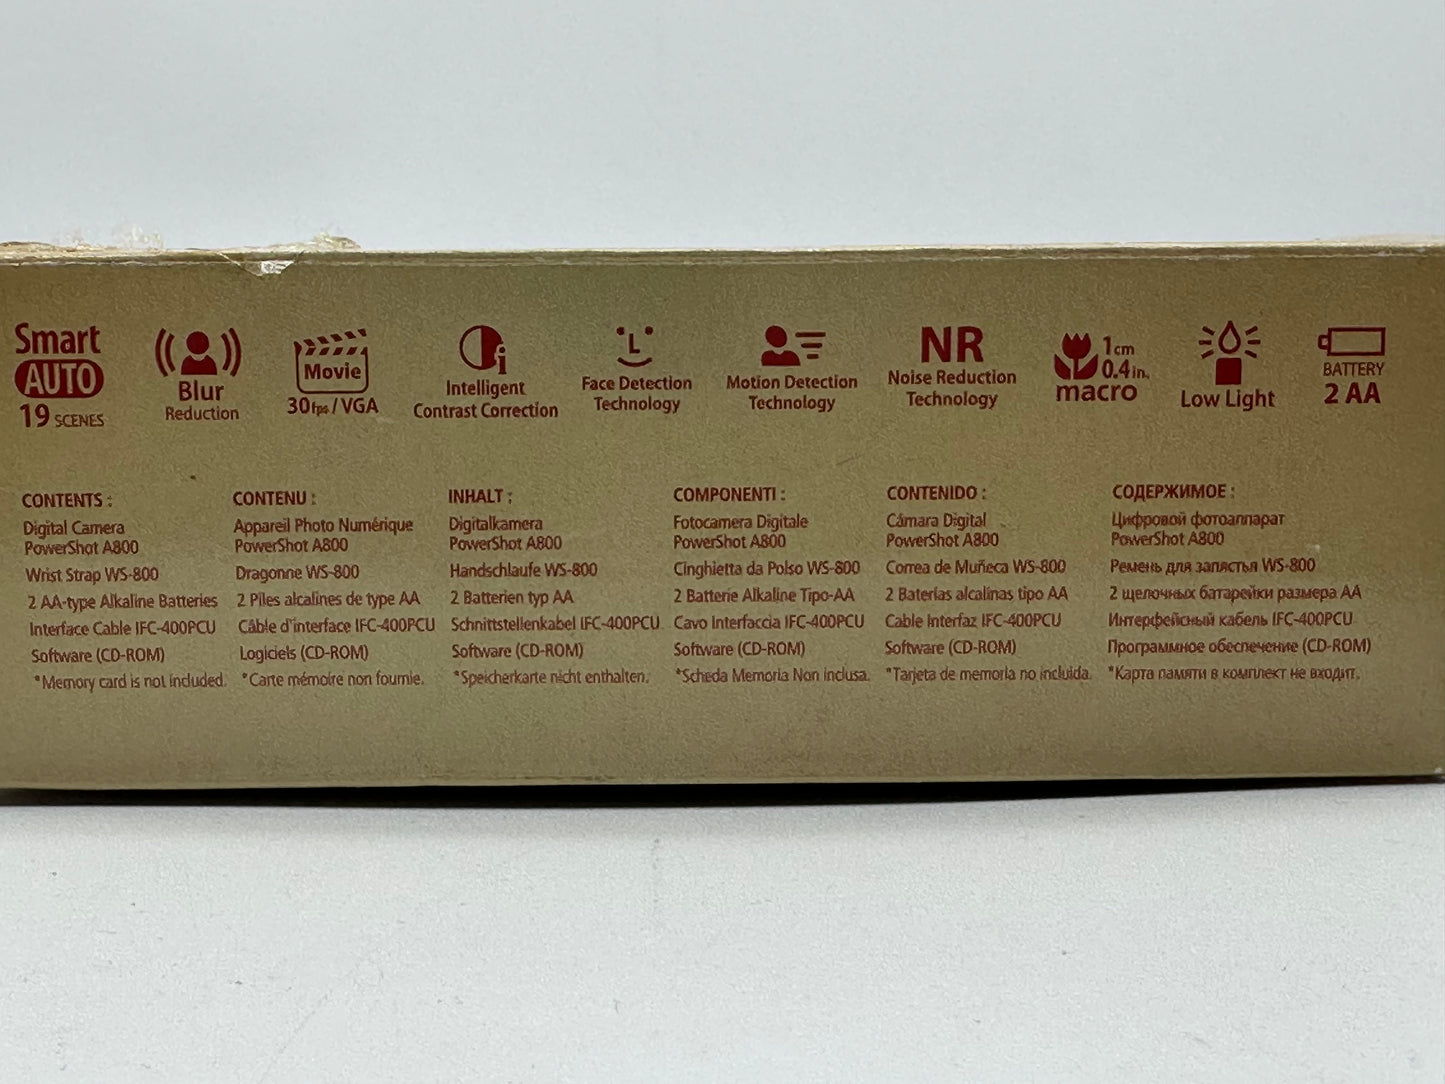 Smart
AUTO
19 SCENES
Blur
Reduction
Movie
30fps / VGA
Intelligent
Contrast Correction
L
Face Detection
Technology
Motion Detection
Technology
NR
Noise Reduction
Technology
1cm
0.4in.
macro
Low Light
BATTERY
2 AA
CONTENTS :
Digital Camera
PowerShot A800
Wrist Strap WS-800
2 AA-type Alkaline Batteries
Interface Cable IFC-400PCU
Software (CD-ROM)
*Memory card is not included.
CONTENU :
Appareil Photo Numérique
PowerShot A800
Dragonne WS-800
2 Piles alcalines de type AA
Câble d'interface IFC-400PCU
Logiciels (CD-ROM)
*Carte mémoire non fournie.
INHALT :
Digitalkamera
PowerShot A800
Handschlaufe WS-800
2 Batterien typ AA
Schnittstellenkabel IFC-400PCU
Software (CD-ROM)
*Speicherkarte nicht enthalten.
COMPONENTI :
Fotocamera Digitale
PowerShot A800
Cinghietta da Polso WS-800
2 Batterie Alkaline Tipo-AA
Cavo Interfaccia IFC-400PCU
Software (CD-ROM)
*Scheda Memoria Non inclusa.
CONTENIDO :
Cámara Digital
PowerShot A800
Correa de Muñeca WS-800
2 Baterías alcalinas tipo AA
Cable Interfaz IFC-400PCU
Software (CD-ROM)
*Tarjeta de memoria no incluida.
СОДЕРЖИМОЕ :
Цифровой фотоаппарат
PowerShot A800
Ремень для запястья WS-800
2 щелочных батарейки размера AA
Интерфейсный кабель IFC-400PCU
Программное обеспечение (CD-ROM)
*Карта памяти в комплект не входит.